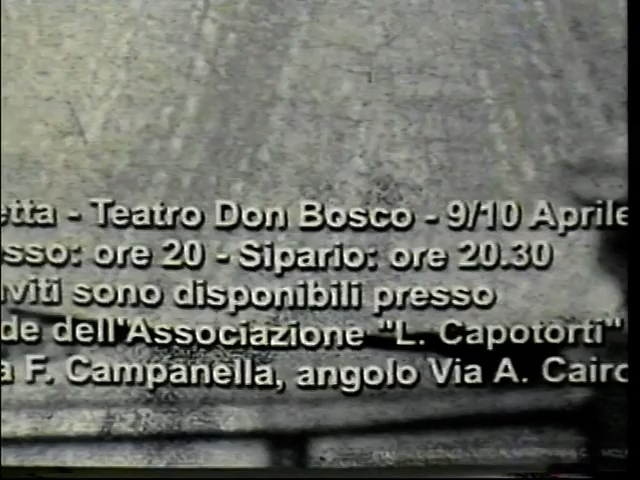 etta - Teatro Don Bosco - 9/10 Aprile
sso: ore 20 - Sipario: ore 20.30
viti sono disponibili presso
de dell'Associazione "L. Capotorti"
a F. Campanella, angolo Via A. Cairo